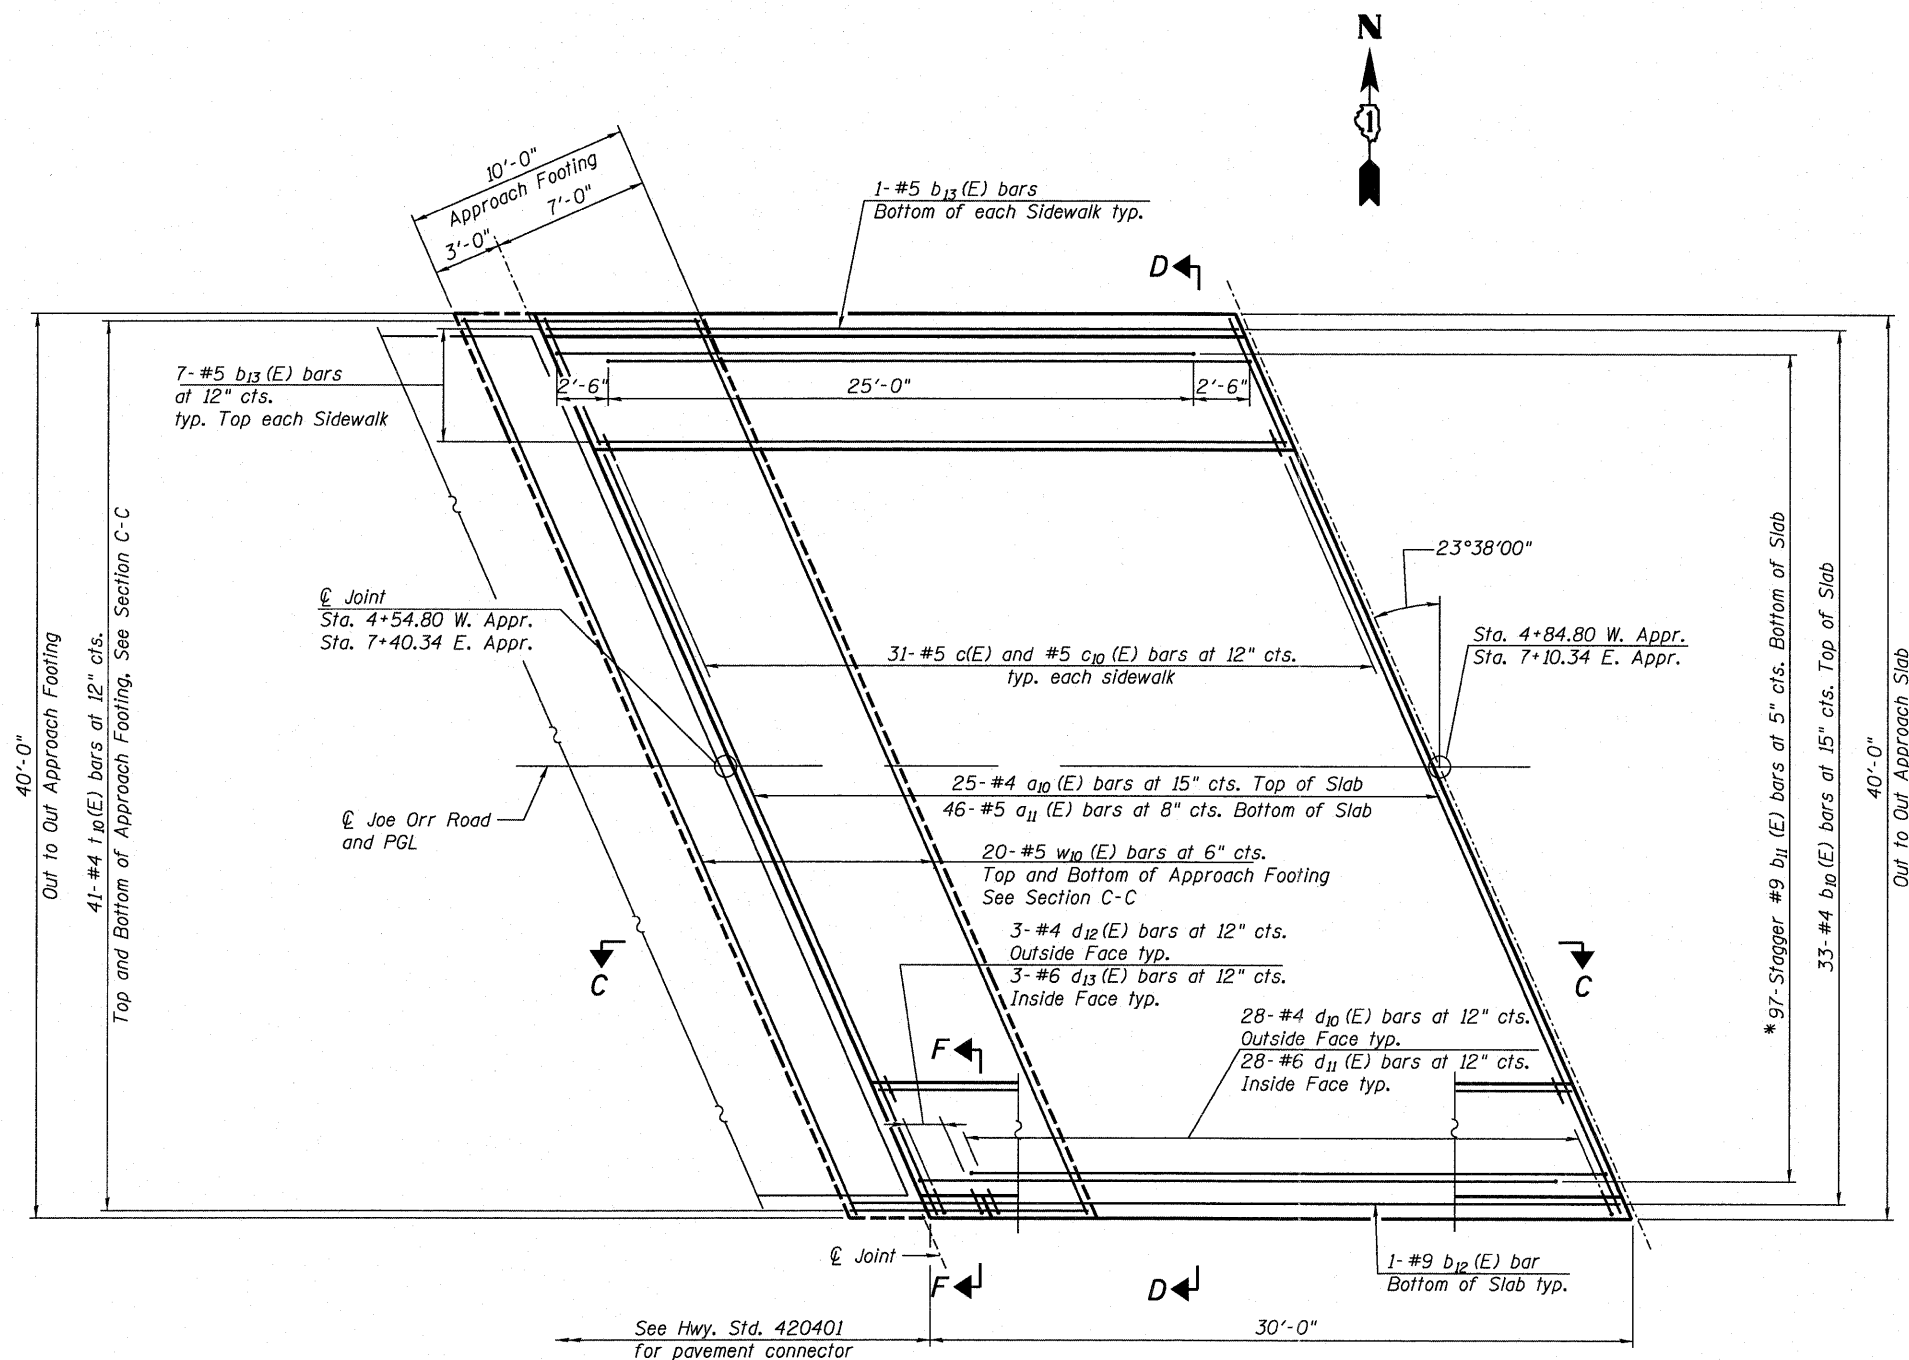 N
1
10'-0"
Approach Footing
7'-0"
3'-0"
1-#5 b13(E) bars
Bottom of each Sidewalk typ.
D
7-#5 b13(E) bars
at 12" cts.
typ. Top each Sidewalk
2'-6"
25'-0"
2'-6"
23°38'00"
℄ Joint
Sta. 4+54.80 W. Appr.
Sta. 7+40.34 E. Appr.
Sta. 4+84.80 W. Appr.
Sta. 7+10.34 E. Appr.
31-#5 c(E) and #5 c10(E) bars at 12" cts.
typ. each sidewalk
40'-0"
Out to Out Approach Footing
41-#4 t10(E) bars at 12" cts.
Top and Bottom of Approach Footing, See Section C-C
*97-Stagger #9 b11(E) bars at 5" cts. Bottom of Slab
33-#4 b10(E) bars at 15" cts. Top of Slab
40'-0"
Out to Out Approach Slab
25-#4 a10(E) bars at 15" cts. Top of Slab
46-#5 a11(E) bars at 8" cts. Bottom of Slab
℄ Joe Orr Road
and PGL
20-#5 w10(E) bars at 6" cts.
Top and Bottom of Approach Footing
See Section C-C
3-#4 d12(E) bars at 12" cts.
Outside Face typ.
3-#6 d13(E) bars at 12" cts.
Inside Face typ.
C
C
28-#4 d10(E) bars at 12" cts.
Outside Face typ.
28-#6 d11(E) bars at 12" cts.
Inside Face typ.
F
℄ Joint
F
D
1-#9 b12(E) bar
Bottom of Slab typ.
See Hwy. Std. 420401
for pavement connector
30'-0"